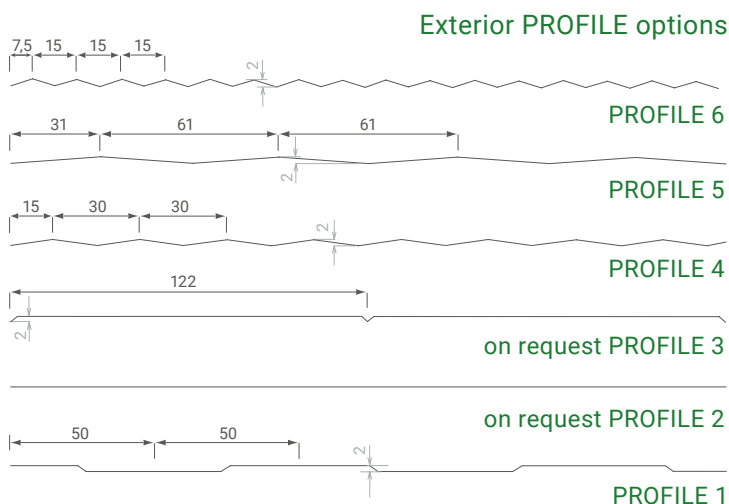 Exterior PROFILE options
7,5 15 15 15
2
PROFILE 6
31 61 61
2
PROFILE 5
15 30 30
2
PROFILE 4
122
2
on request PROFILE 3
on request PROFILE 2
50 50
2
PROFILE 1